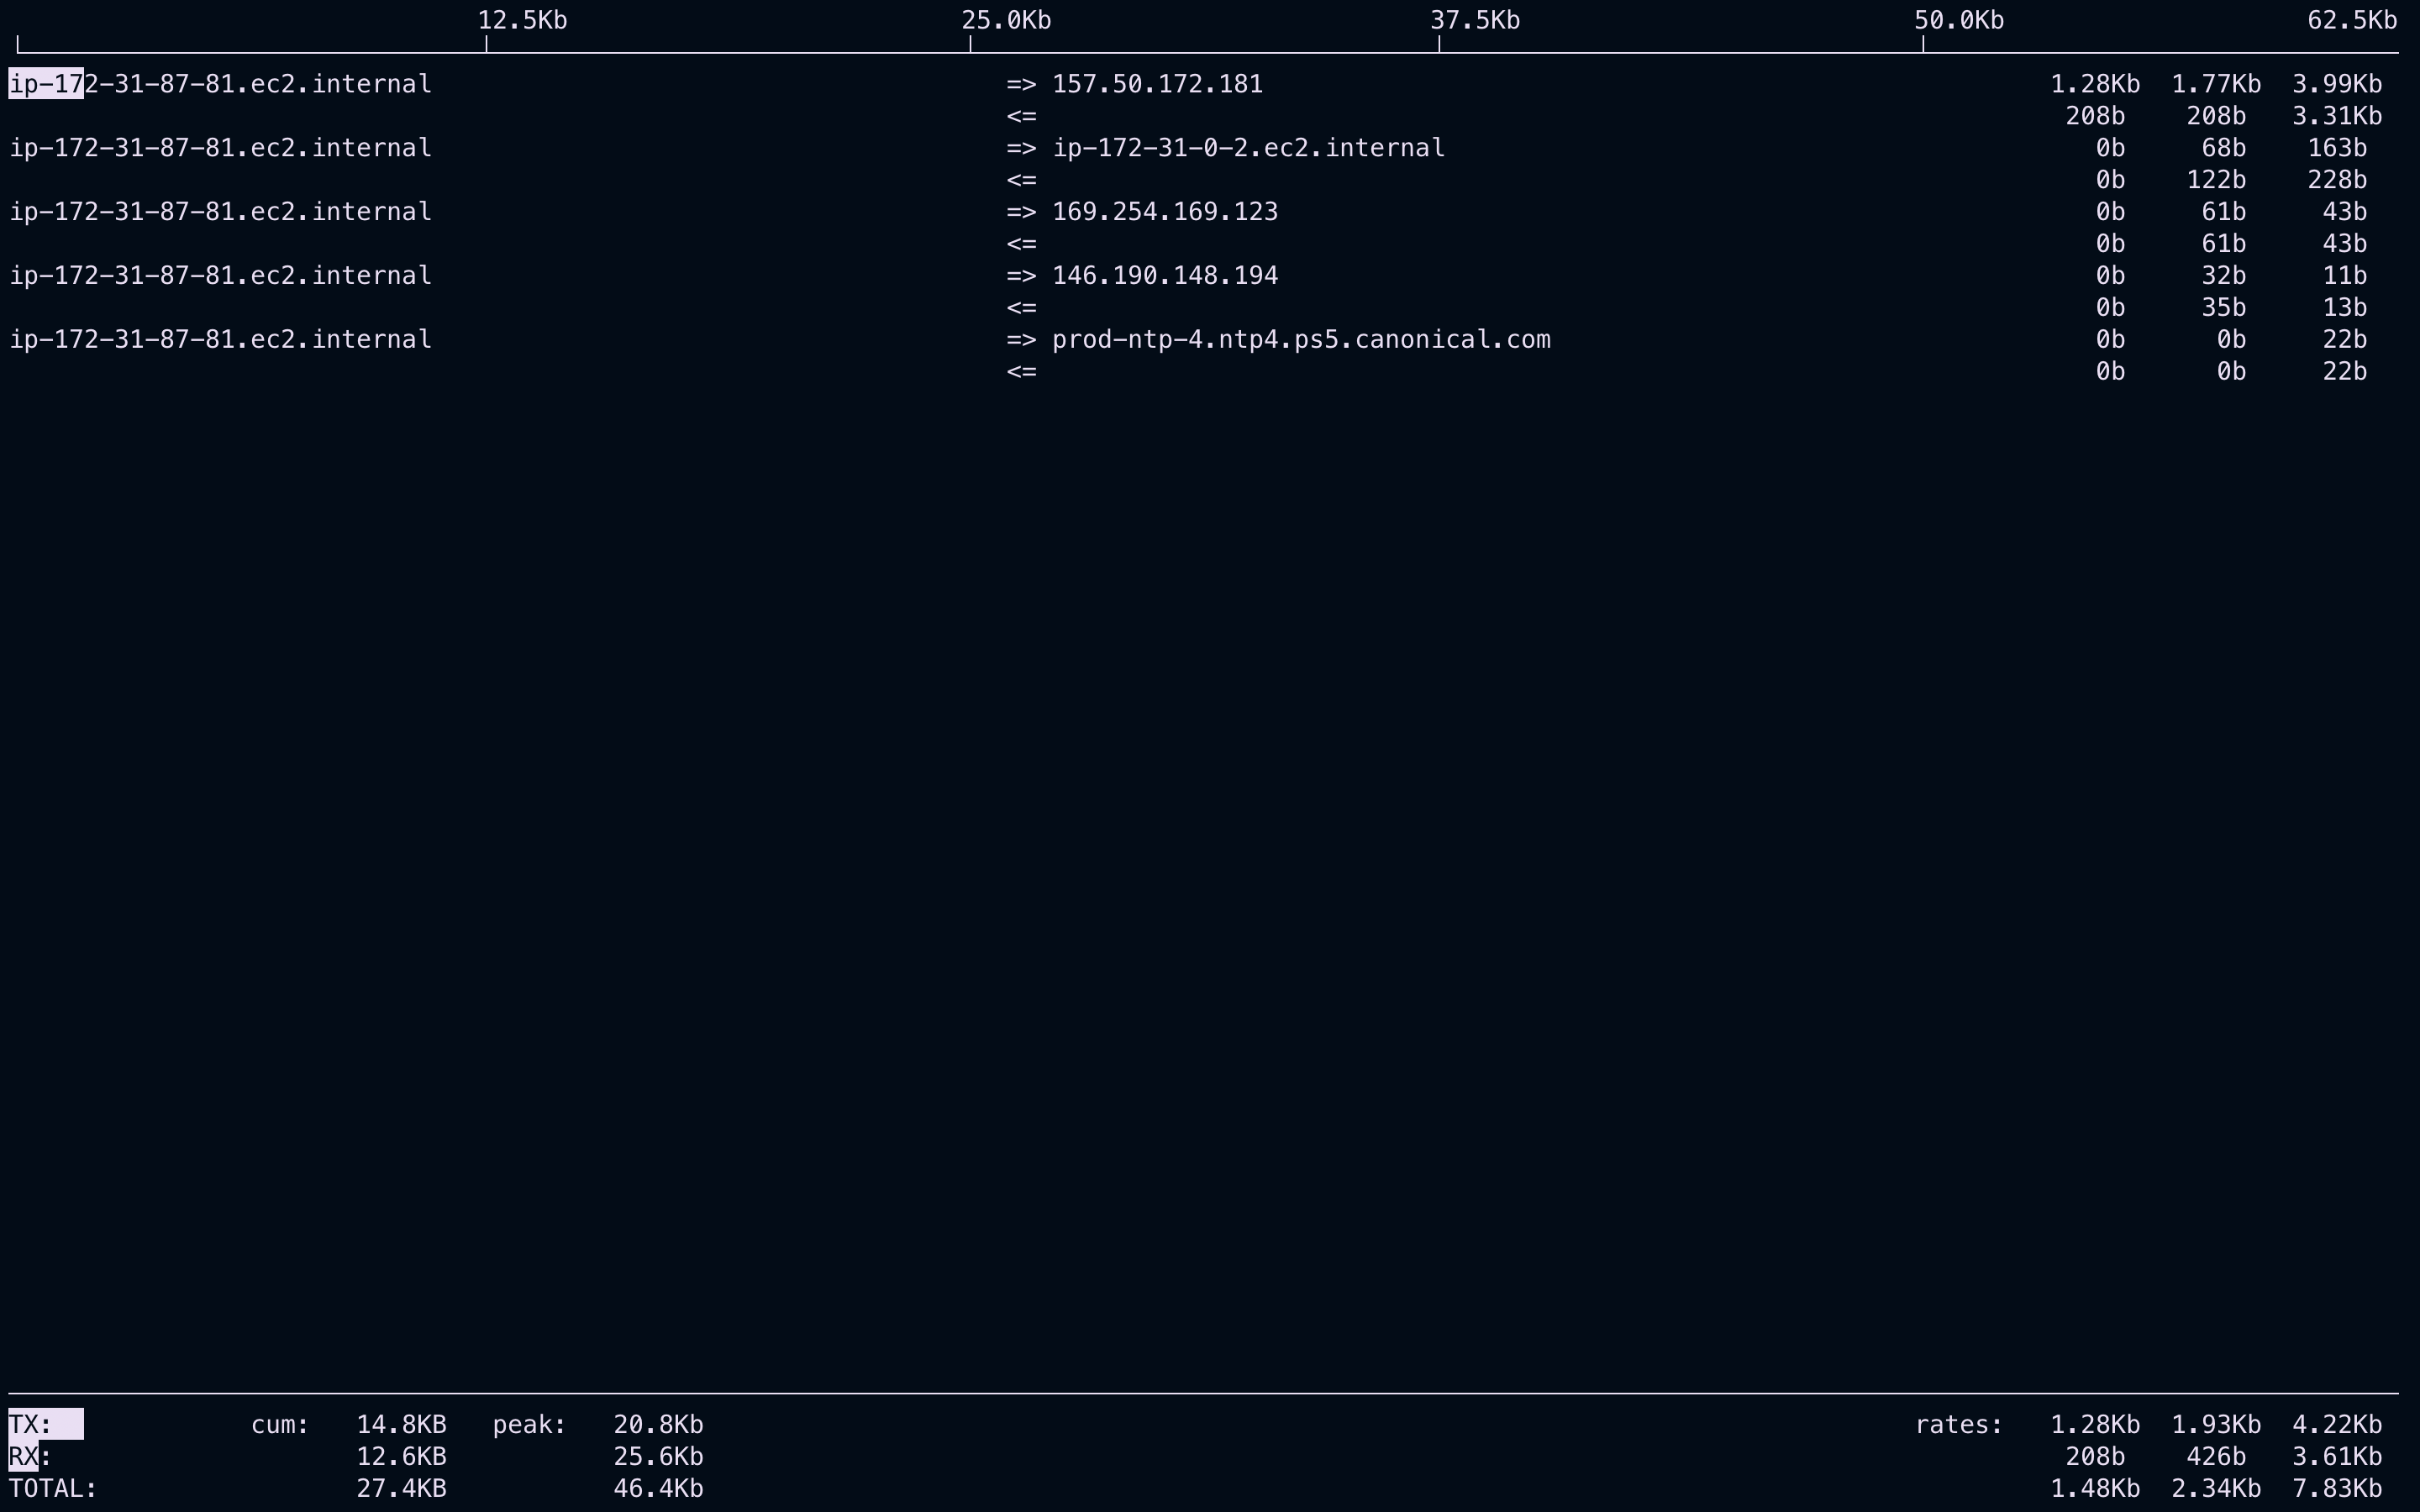 12.5Kb 25.0Kb 37.5Kb 50.0Kb 62.5Kb
ip-172-31-87-81.ec2.internal => 157.50.172.181 1.28Kb 1.77Kb 3.99Kb
<= 208b 208b 3.31Kb
ip-172-31-87-81.ec2.internal => ip-172-31-0-2.ec2.internal 0b 68b 163b
<= 0b 122b 228b
ip-172-31-87-81.ec2.internal => 169.254.169.123 0b 61b 43b
<= 0b 61b 43b
ip-172-31-87-81.ec2.internal => 146.190.148.194 0b 32b 11b
<= 0b 35b 13b
ip-172-31-87-81.ec2.internal => prod-ntp-4.ntp4.ps5.canonical.com 0b 0b 22b
<= 0b 0b 22b
TX: cum: 14.8KB peak: 20.8Kb rates: 1.28Kb 1.93Kb 4.22Kb
RX: 12.6KB 25.6Kb 208b 426b 3.61Kb
TOTAL: 27.4KB 46.4Kb 1.48Kb 2.34Kb 7.83Kb